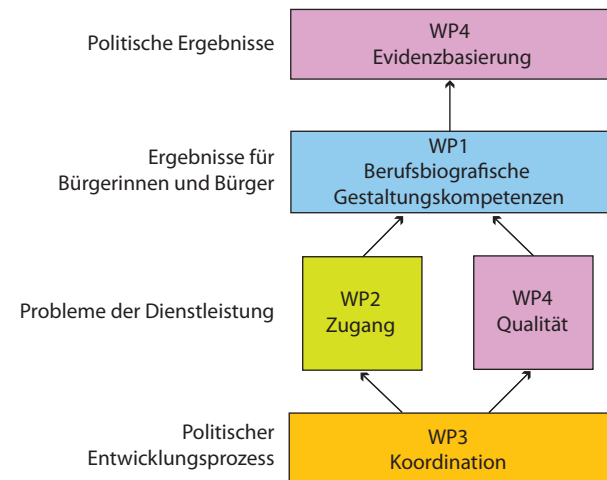 Politische Ergebnisse
WP4
Evidenzbasierung
Ergebnisse für
Bürgerinnen und Bürger
WP1
Berufsbiografische
Gestaltungskompetenzen
Probleme der Dienstleistung
WP2
Zugang
WP4
Qualität
Politischer
Entwicklungsprozess
WP3
Koordination